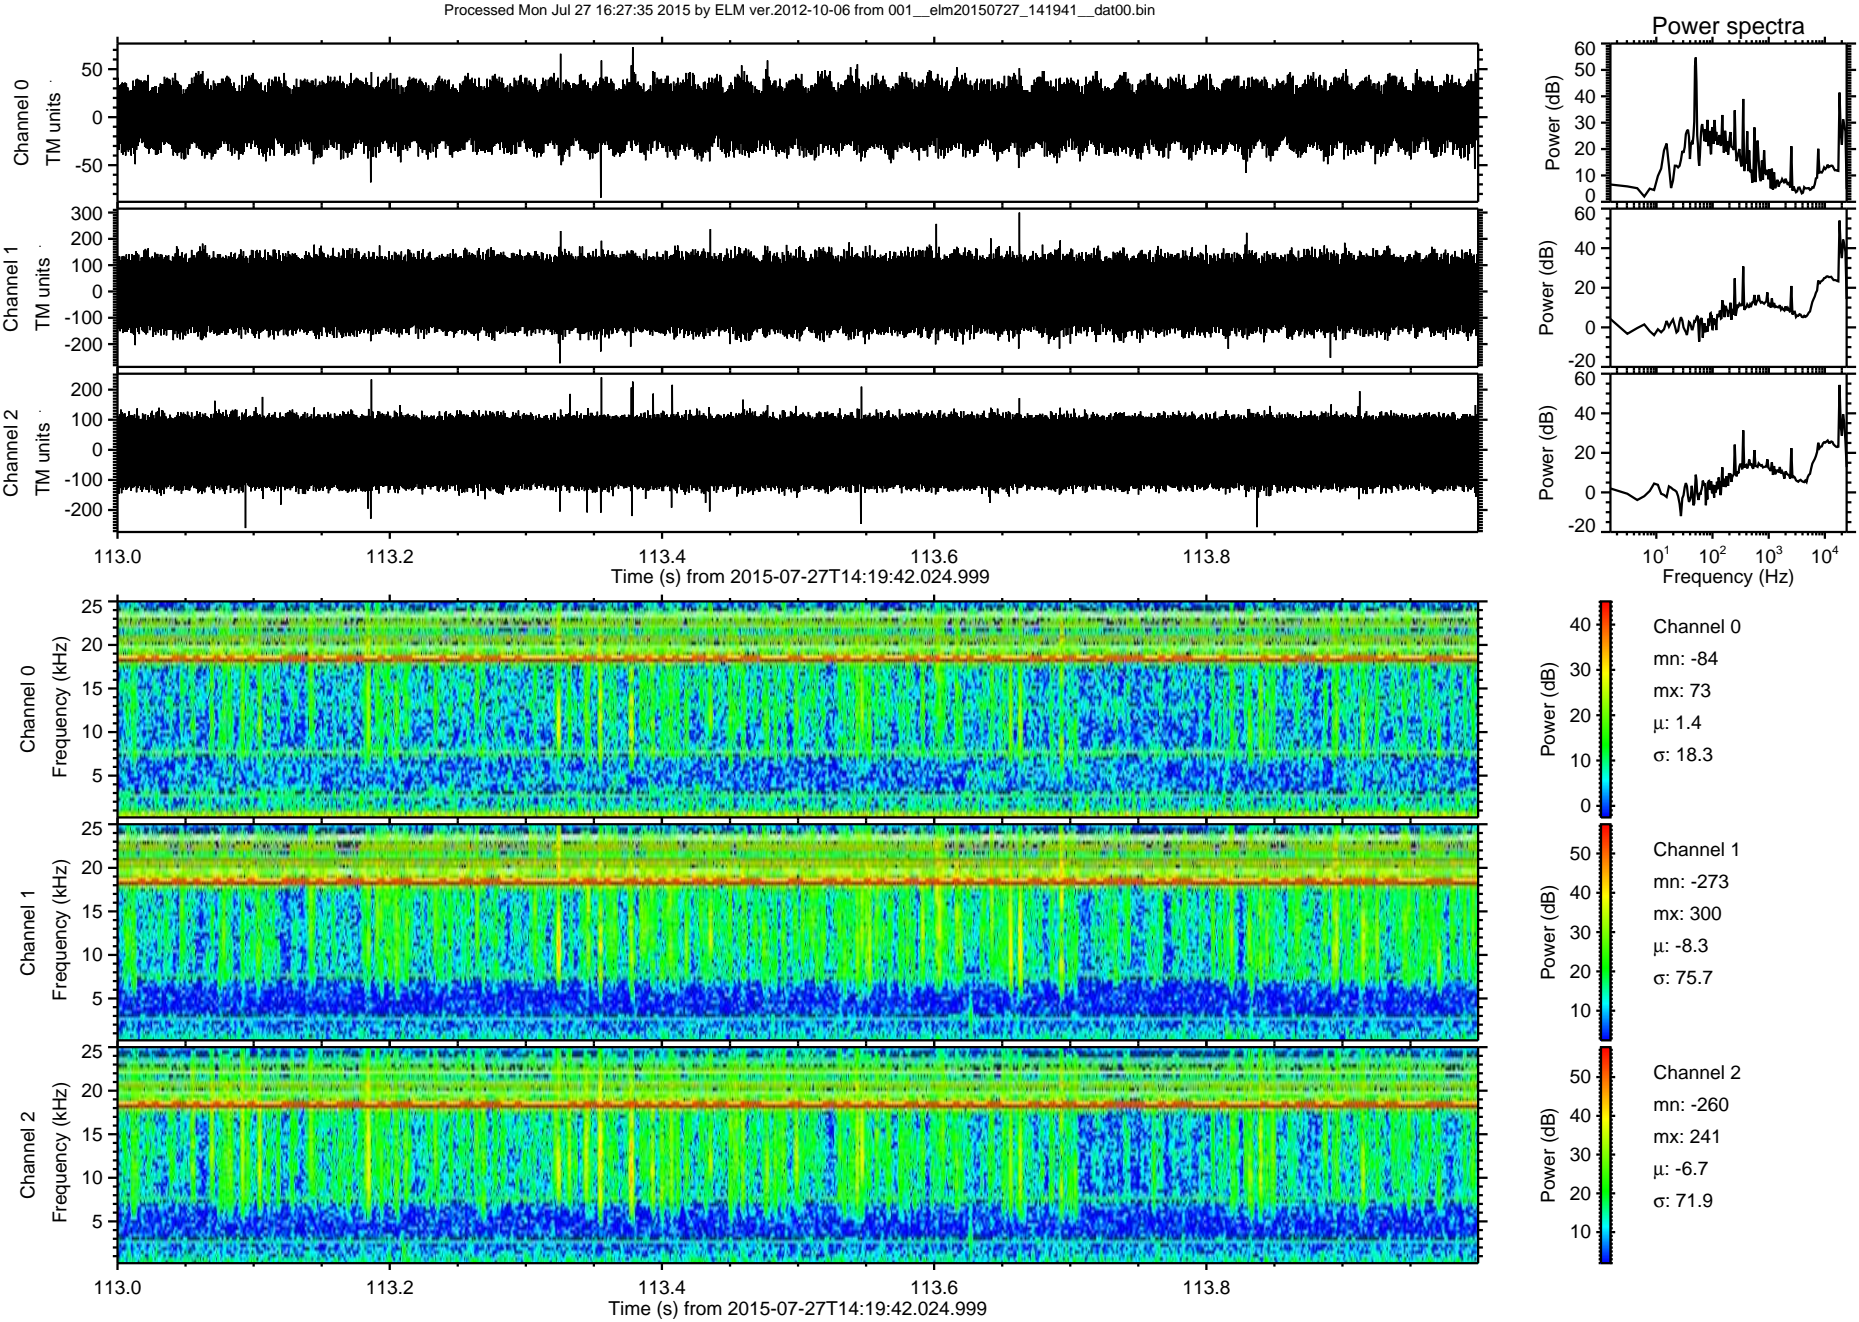 Processed Mon Jul 27 16:27:35 2015 by ELM ver.2012-10-06 from 001__elm20150727_141941__dat00.bin
Power spectra
Channel 0
TM units
50
0
-50
Power (dB)
60
50
40
30
20
10
0
Channel 1
TM units
300
200
100
0
-100
-200
Power (dB)
60
40
20
0
-20
Channel 2
TM units
200
100
0
-100
-200
Power (dB)
60
40
20
0
-20
113.0 113.2 113.4 113.6 113.8
Time (s) from 2015-07-27T14:19:42.024.999
10^1 10^2 10^3 10^4
Frequency (Hz)
Channel 0
Frequency (kHz)
25
20
15
10
5
Power (dB)
40
30
20
10
0
Channel 0
mn: -84
mx: 73
μ: 1.4
σ: 18.3
Channel 1
Frequency (kHz)
25
20
15
10
5
Power (dB)
50
40
30
20
10
Channel 1
mn: -273
mx: 300
μ: -8.3
σ: 75.7
Channel 2
Frequency (kHz)
25
20
15
10
5
Power (dB)
50
40
30
20
10
Channel 2
mn: -260
mx: 241
μ: -6.7
σ: 71.9
113.0 113.2 113.4 113.6 113.8
Time (s) from 2015-07-27T14:19:42.024.999